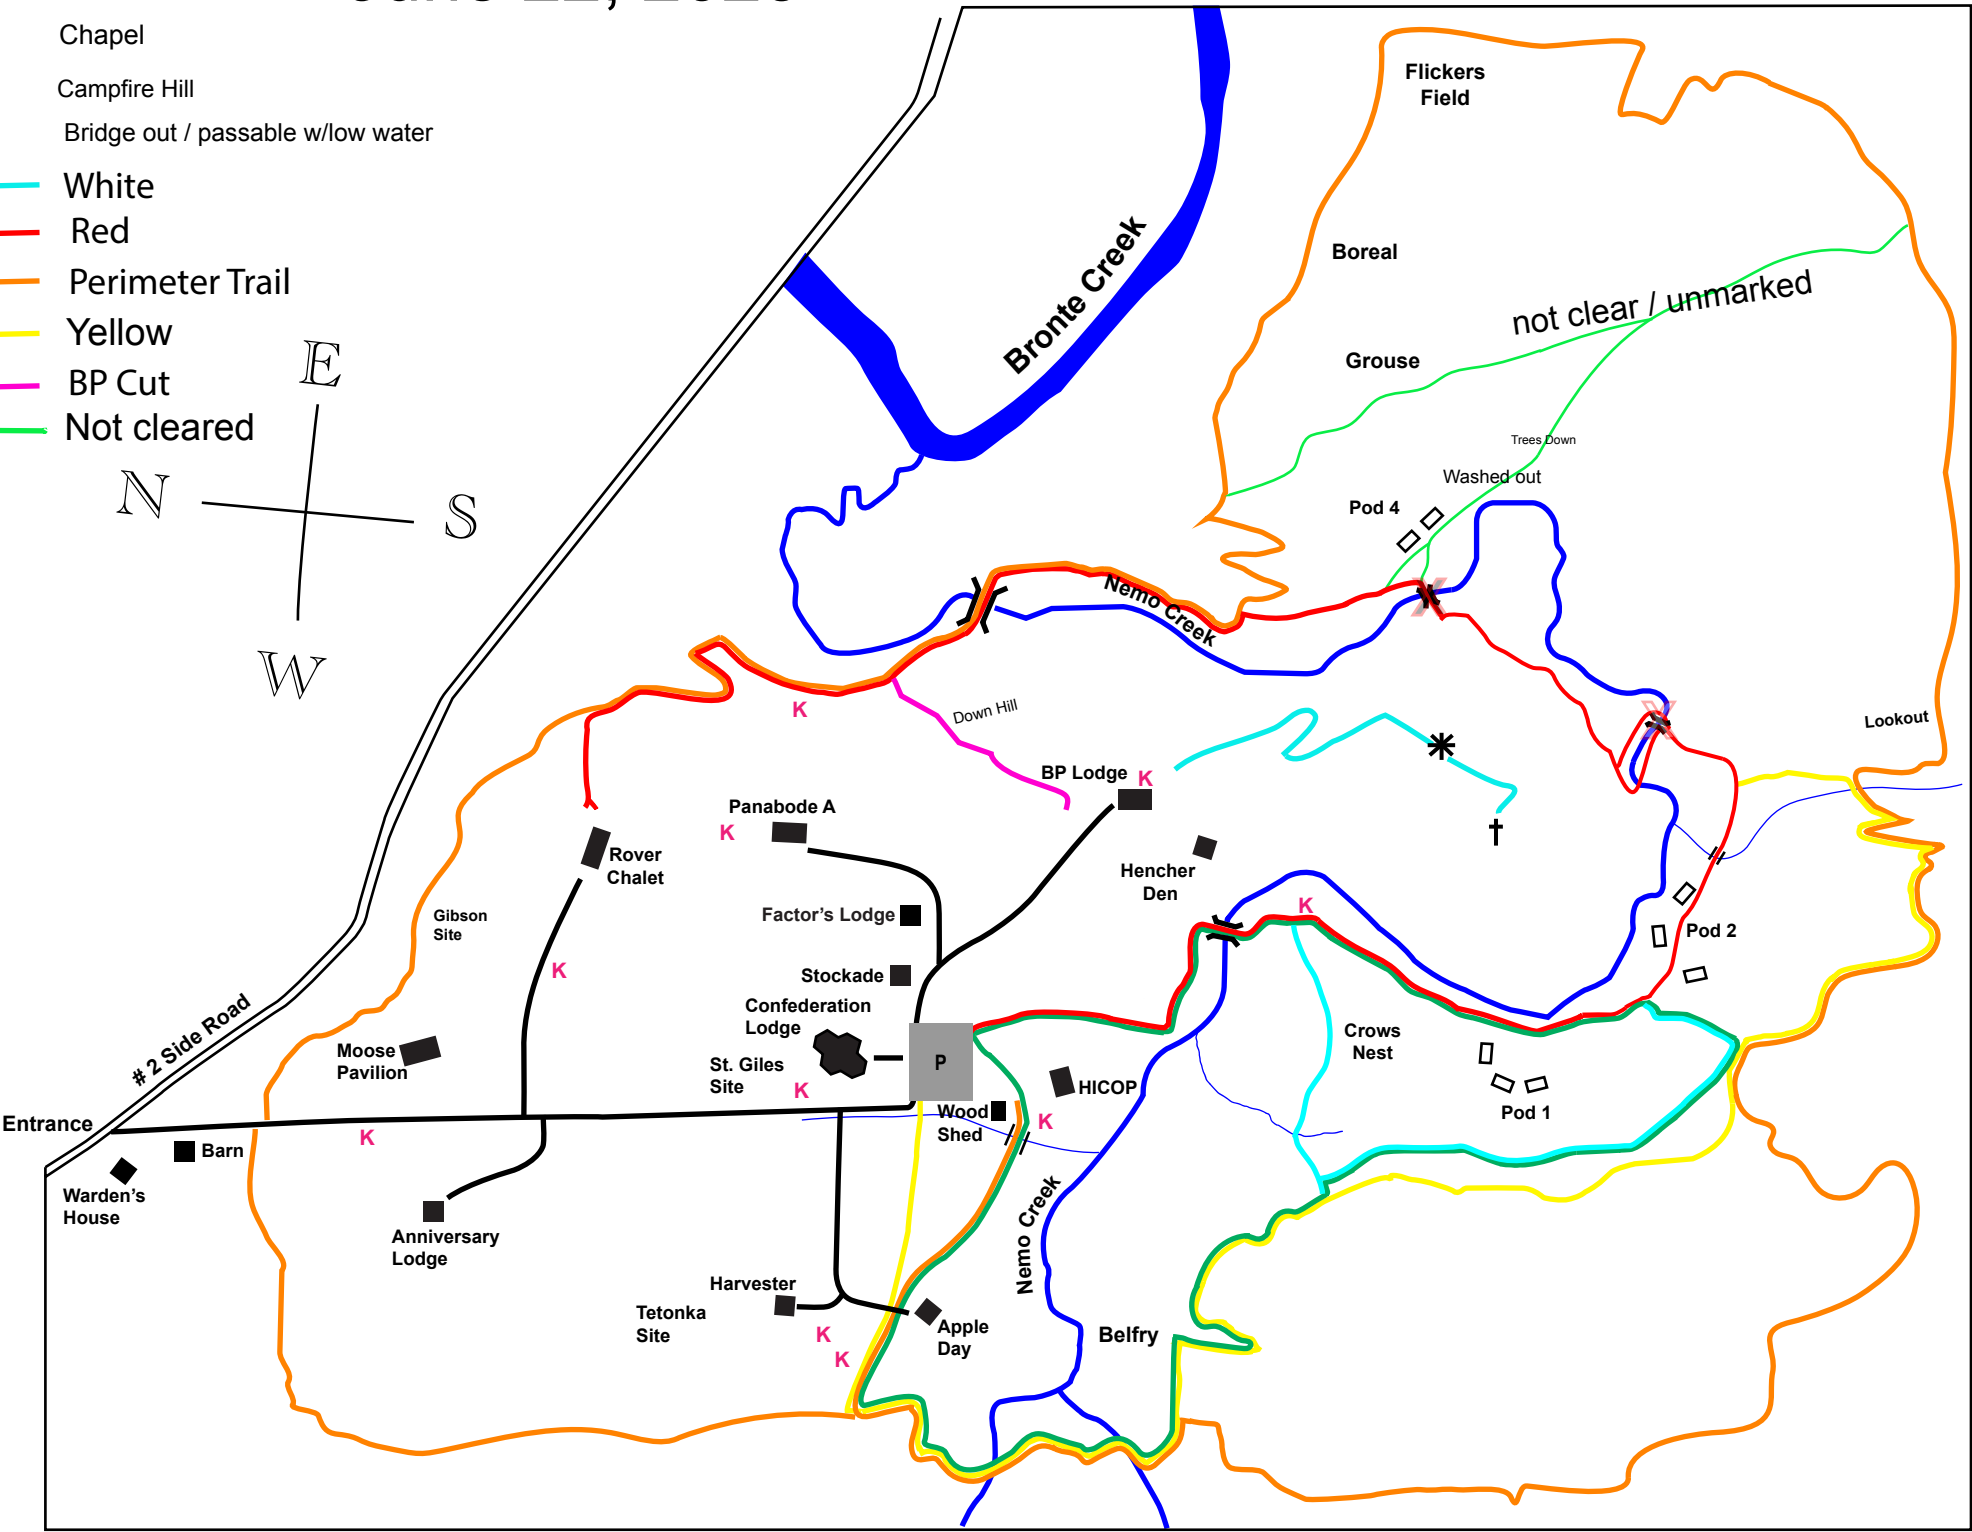 Chapel
Campfire Hill
Bridge out / passable w/low water
White
Red
Perimeter Trail
Yellow
BP Cut
Not cleared
E
N
S
W
Flickers
Field
Boreal
Bronte Creek
not clear / unmarked
Grouse
Trees Down
Washed out
Pod 4
Nemo Creek
Lookout
K
Down Hill
BP Lodge
K
Panabode A
K
Rover
Chalet
Hencher
Den
Factor's Lodge
K
Gibson
Site
Pod 2
K
Stockade
Confederation
Lodge
# 2 Side Road
Crows
Nest
Moose
Pavilion
St. Giles
Site
K
P
HICOP
Pod 1
Entrance
K
Wood
Shed
K
Barn
Warden's
House
Anniversary
Lodge
Nemo Creek
Harvester
Tetonka
Site
K
K
Apple
Day
Belfry